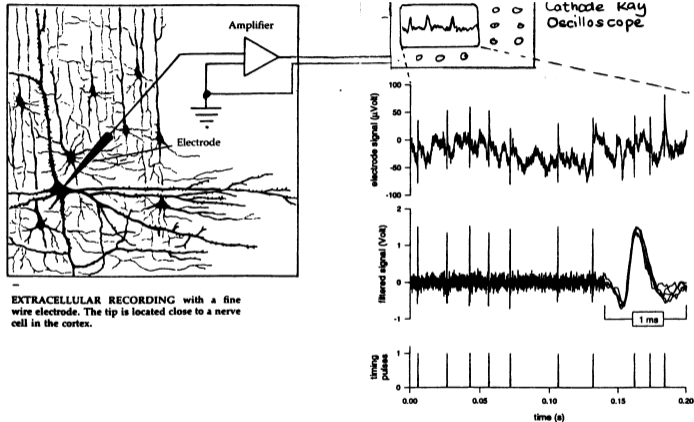 Amplifier
Electrode
EXTRACELLULAR RECORDING with a fine
wire electrode. The tip is located close to a nerve
cell in the cortex.
Cathode Ray
Oscilloscope
electrode signal (µVolt)
100
50
0
-50
-100
filtered signal (Volt)
2
1
0
-1
1 ms
timing
pulses
1
0
0.00
0.05
0.10
0.15
0.20
time (s)